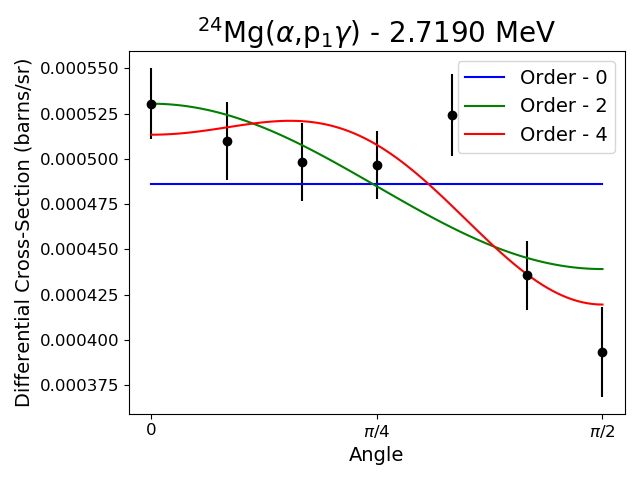 ²⁴Mg(α,p₁γ) - 2.7190 MeV
Differential Cross-Section (barns/sr)
0.000550
0.000525
0.000500
0.000475
0.000450
0.000425
0.000400
0.000375
Order - 0
Order - 2
Order - 4
0
π/4
π/2
Angle